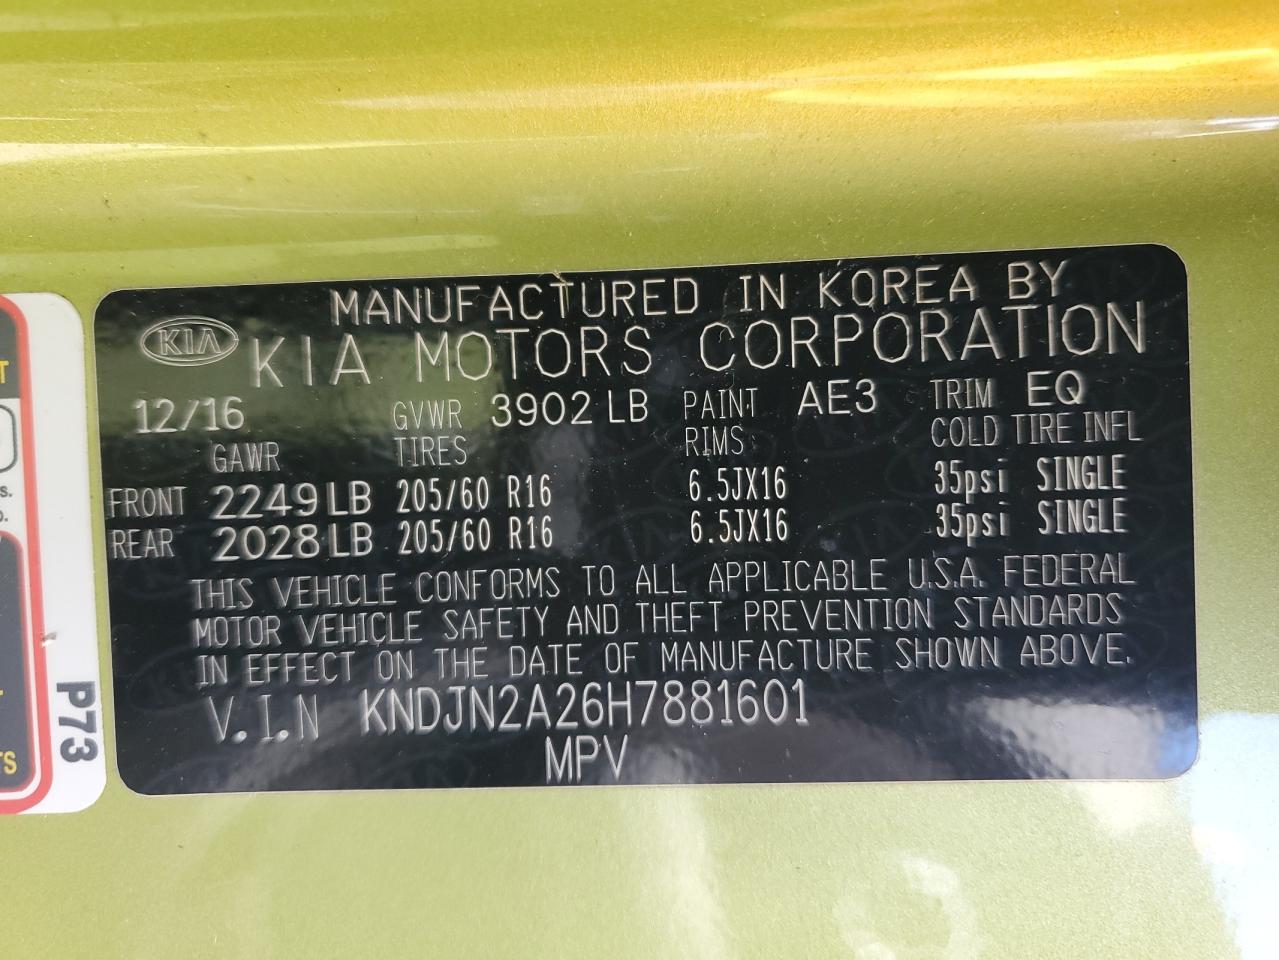 MANUFACTURED IN KOREA BY
KIA KIA MOTORS CORPORATION
12/16 GVWR 3902 LB PAINT AE3 TRIM EQ
GAWR TIRES RIMS COLD TIRE INFL
FRONT 2249 LB 205/60 R16 6.5JX16 35psi SINGLE
REAR 2028 LB 205/60 R16 6.5JX16 35psi SINGLE
THIS VEHICLE CONFORMS TO ALL APPLICABLE U.S.A. FEDERAL
MOTOR VEHICLE SAFETY AND THEFT PREVENTION STANDARDS
IN EFFECT ON THE DATE OF MANUFACTURE SHOWN ABOVE.
V.I.N KNDJN2A26H7881601
MPV
P73